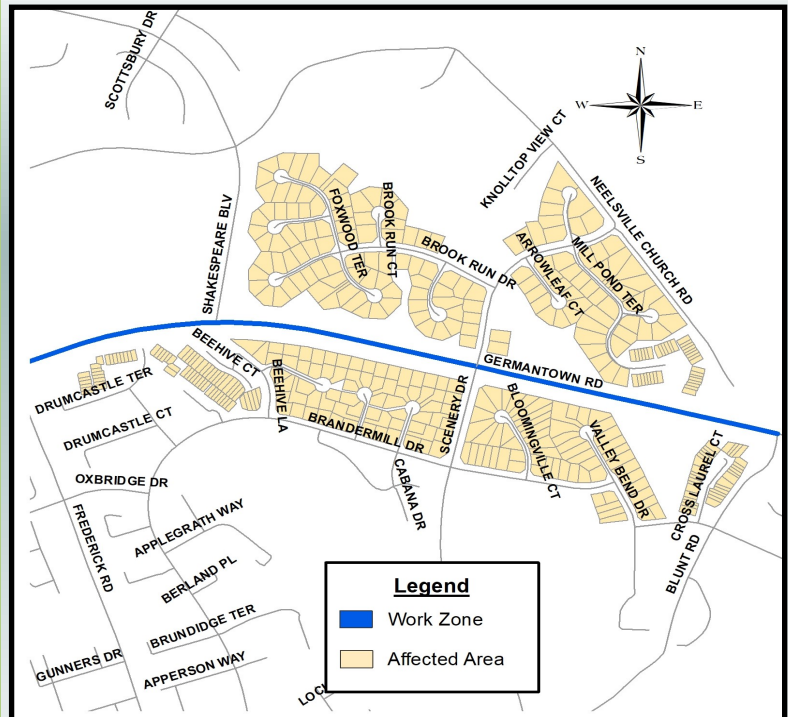 SCOTTSBURY DR
N
W
E
S
KNOLLTOP VIEW CT
NEELSVILLE CHURCH RD
SHAKESPEARE BLV
FOXWOOD TER
BROOK RUN CT
BROOK RUN DR
ARROWLEAF CT
MILL POND TER
BEEHIVE CT
BEEHIVE LA
GERMANTOWN RD
DRUMCASTLE TER
DRUMCASTLE CT
BRANDERMILL DR
SCENERY DR
BLOOMINGVILLE CT
VALLEY BEND DR
CROSS LAUREL CT
CABANA DR
OXBRIDGE DR
FREDERICK RD
APPLEGRATH WAY
BERLAND PL
BLUNT RD
BRUNDIDGE TER
GUNNERS DR
APPERSON WAY
Legend
Work Zone
Affected Area